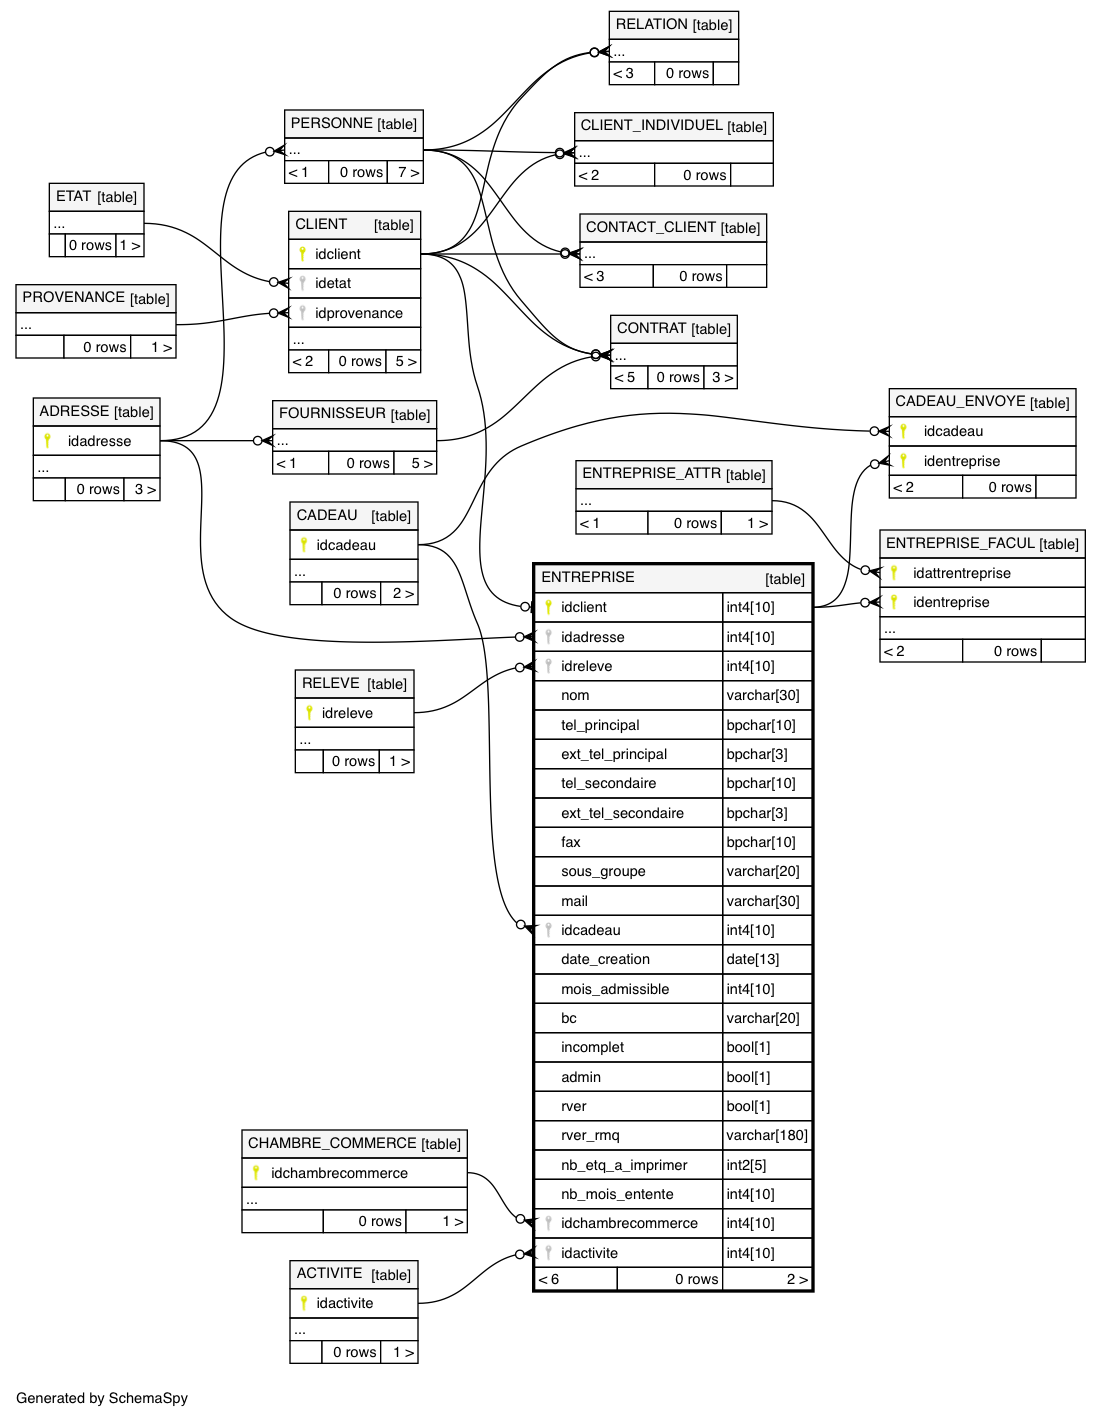 RELATION [table]
...
< 3 0 rows
PERSONNE [table]
...
< 1 0 rows 7 >
CLIENT_INDIVIDUEL [table]
...
< 2 0 rows
ETAT [table]
...
0 rows 1 >
CLIENT [table]
idclient
idetat
idprovenance
...
< 2 0 rows 5 >
CONTACT_CLIENT [table]
...
< 3 0 rows
PROVENANCE [table]
...
0 rows 1 >
CONTRAT [table]
...
< 5 0 rows 3 >
ADRESSE [table]
idadresse
...
0 rows 3 >
FOURNISSEUR [table]
...
< 1 0 rows 5 >
CADEAU_ENVOYE [table]
idcadeau
identreprise
< 2 0 rows
ENTREPRISE_ATTR [table]
...
< 1 0 rows 1 >
CADEAU [table]
idcadeau
...
0 rows 2 >
ENTREPRISE_FACUL [table]
idattrentreprise
identreprise
...
< 2 0 rows
ENTREPRISE [table]
idclient int4[10]
idadresse int4[10]
idreleve int4[10]
nom varchar[30]
tel_principal bpchar[10]
ext_tel_principal bpchar[3]
tel_secondaire bpchar[10]
ext_tel_secondaire bpchar[3]
fax bpchar[10]
sous_groupe varchar[20]
mail varchar[30]
idcadeau int4[10]
date_creation date[13]
mois_admissible int4[10]
bc varchar[20]
incomplet bool[1]
admin bool[1]
rver bool[1]
rver_rmq varchar[180]
nb_etq_a_imprimer int2[5]
nb_mois_entente int4[10]
idchambrecommerce int4[10]
idactivite int4[10]
< 6 0 rows 2 >
RELEVE [table]
idreleve
...
0 rows 1 >
CHAMBRE_COMMERCE [table]
idchambrecommerce
...
0 rows 1 >
ACTIVITE [table]
idactivite
...
0 rows 1 >
Generated by SchemaSpy